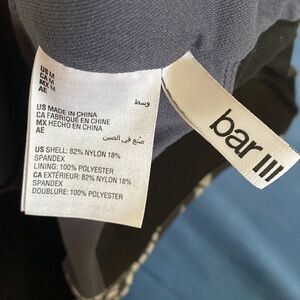 US M
CA M
MX M
AE
وسط
US MADE IN CHINA
CA FABRIQUÉ EN CHINE
MX HECHO EN CHINA
AE
صنع في الصين
US SHELL: 82% NYLON 18%
SPANDEX
LINING: 100% POLYESTER
CA EXTÉRIEUR: 82% NYLON 18%
SPANDEX
DOUBLURE: 100% POLYESTER
bar III